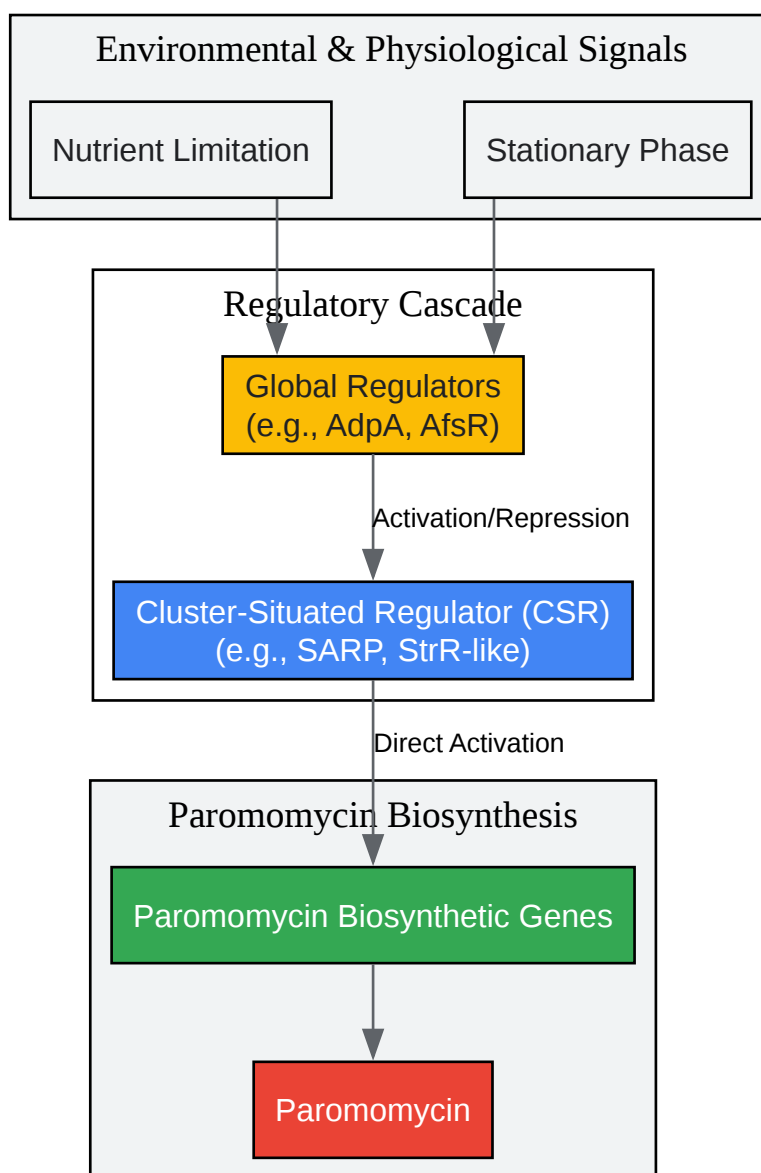 Environmental & Physiological Signals
Nutrient Limitation
Stationary Phase
Regulatory Cascade
Global Regulators
(e.g., AdpA, AfsR)
Activation/Repression
Cluster-Situated Regulator (CSR)
(e.g., SARP, StrR-like)
Direct Activation
Paromomycin Biosynthesis
Paromomycin Biosynthetic Genes
Paromomycin